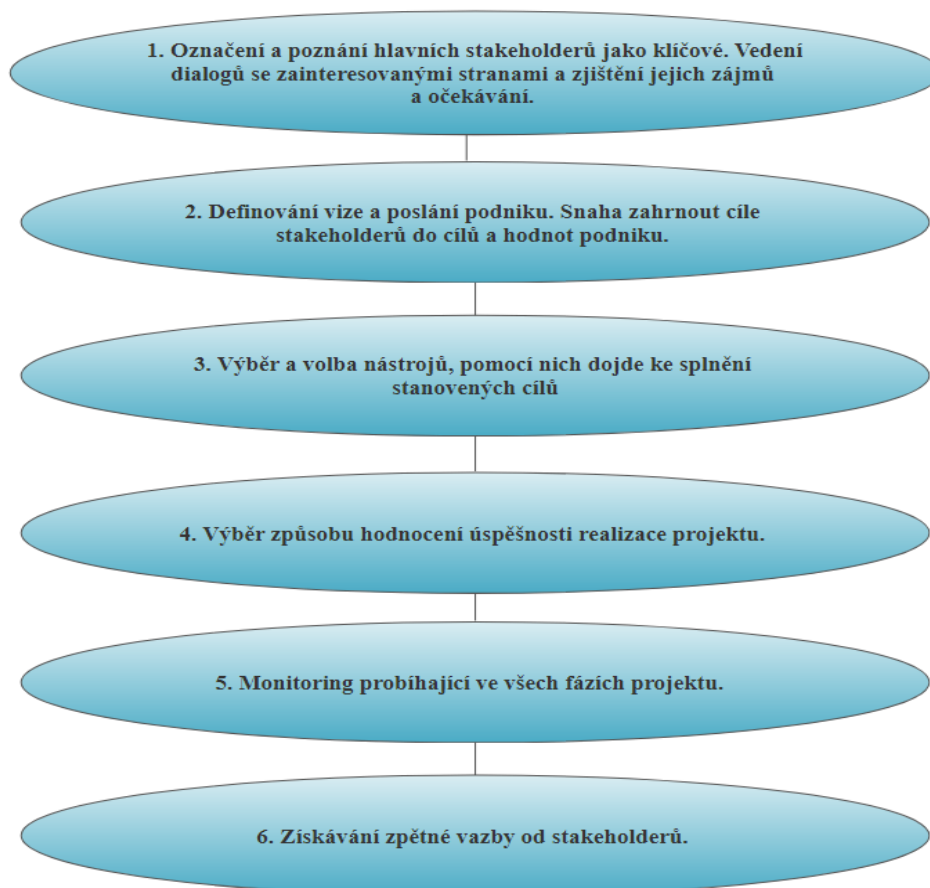 1. Označení a poznání hlavních stakeholderů jako klíčové. Vedení
dialogů se zainteresovanými stranami a zjištění jejich zájmů
a očekávání.
2. Definování vize a poslání podniku. Snaha zahrnout cíle
stakeholderů do cílů a hodnot podniku.
3. Výběr a volba nástrojů, pomocí nich dojde ke splnění
stanovených cílů
4. Výběr způsobu hodnocení úspěšnosti realizace projektu.
5. Monitoring probíhající ve všech fázích projektu.
6. Získávání zpětné vazby od stakeholderů.